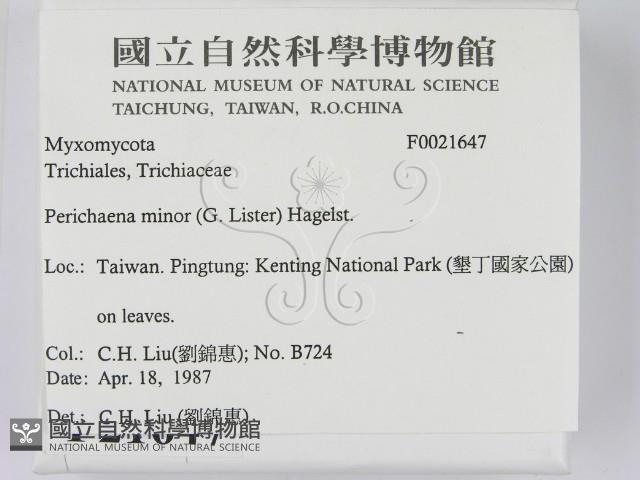 國立自然科學博物館
NATIONAL MUSEUM OF NATURAL SCIENCE
TAICHUNG, TAIWAN, R.O.CHINA
Myxomycota F0021647
Trichiales, Trichiaceae
Perichaena minor (G. Lister) Hagelst.
Loc.: Taiwan. Pingtung: Kenting National Park (墾丁國家公園)
on leaves.
Col.: C.H. Liu(劉錦惠); No. B724
Date: Apr. 18, 1987
Det.: C.H. Liu (劉錦惠)
國立自然科學博物館
NATIONAL MUSEUM OF NATURAL SCIENCE